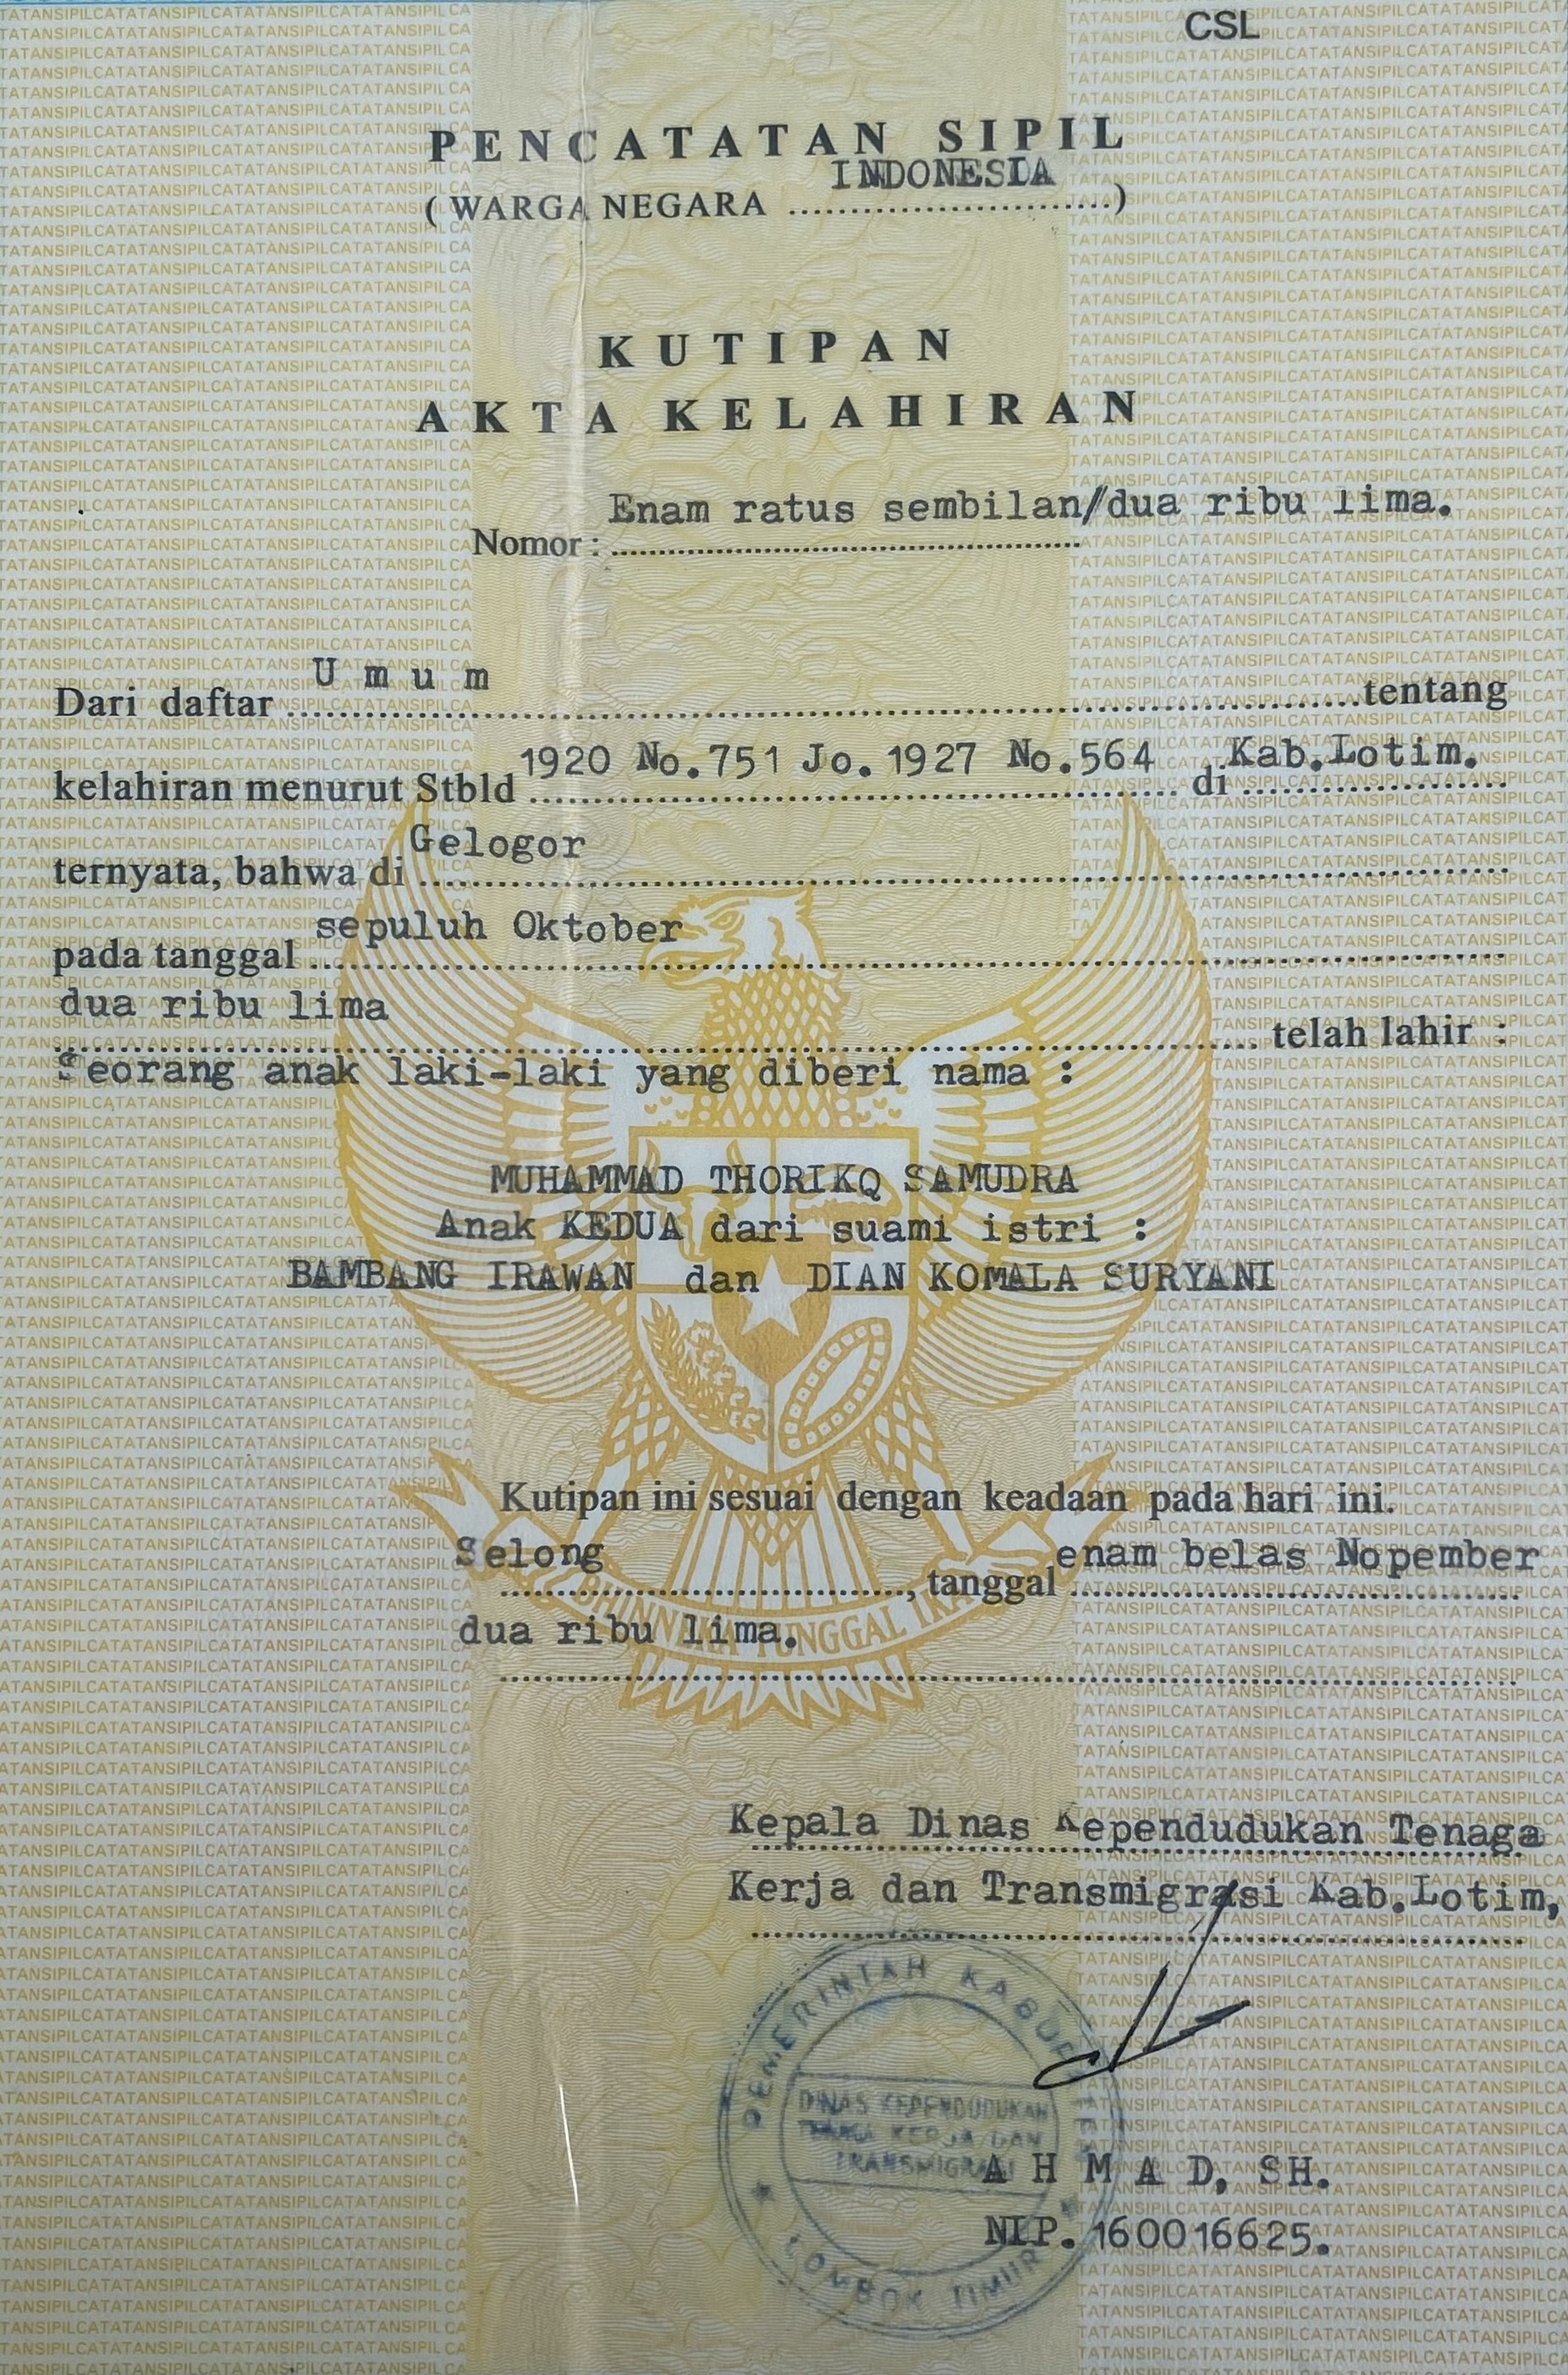 CSL
PENCATATAN SIPIL
INDONESIA
( WARGA NEGARA ........................)
KUTIPAN
AKTA KELAHIRAN
Enam ratus sembilan/dua ribu lima.
Nomor :
Umum
Dari daftar tentang
1920 No.751 Jo. 1927 No.564 Kab.Lotim.
kelahiran menurut Stbld di
Gelogor
ternyata, bahwa di
sepuluh Oktober
pada tanggal
dua ribu lima
telah lahir :
Seorang anak laki-laki yang diberi nama :
MUHAMMAD THORIKQ SAMUDRA
Anak KEDUA dari suami istri :
BAMBANG IRAWAN dan DIAN KOMALA SURYANI
Kutipan ini sesuai dengan keadaan pada hari ini.
Selong enam belas Nopember
, tanggal
dua ribu lima.
BHINNEKA TUNGGAL IKA
Kepala Dinas Kependudukan Tenaga
Kerja dan Transmigrasi Kab.Lotim,
PEMERINTAH KABUPATEN
DINAS KEPENDUDUKAN
TENAGA KERJA DAN
TRANSMIGRASI
LOMBOK TIMUR
AHMAD, SH.
NIP. 160016625.